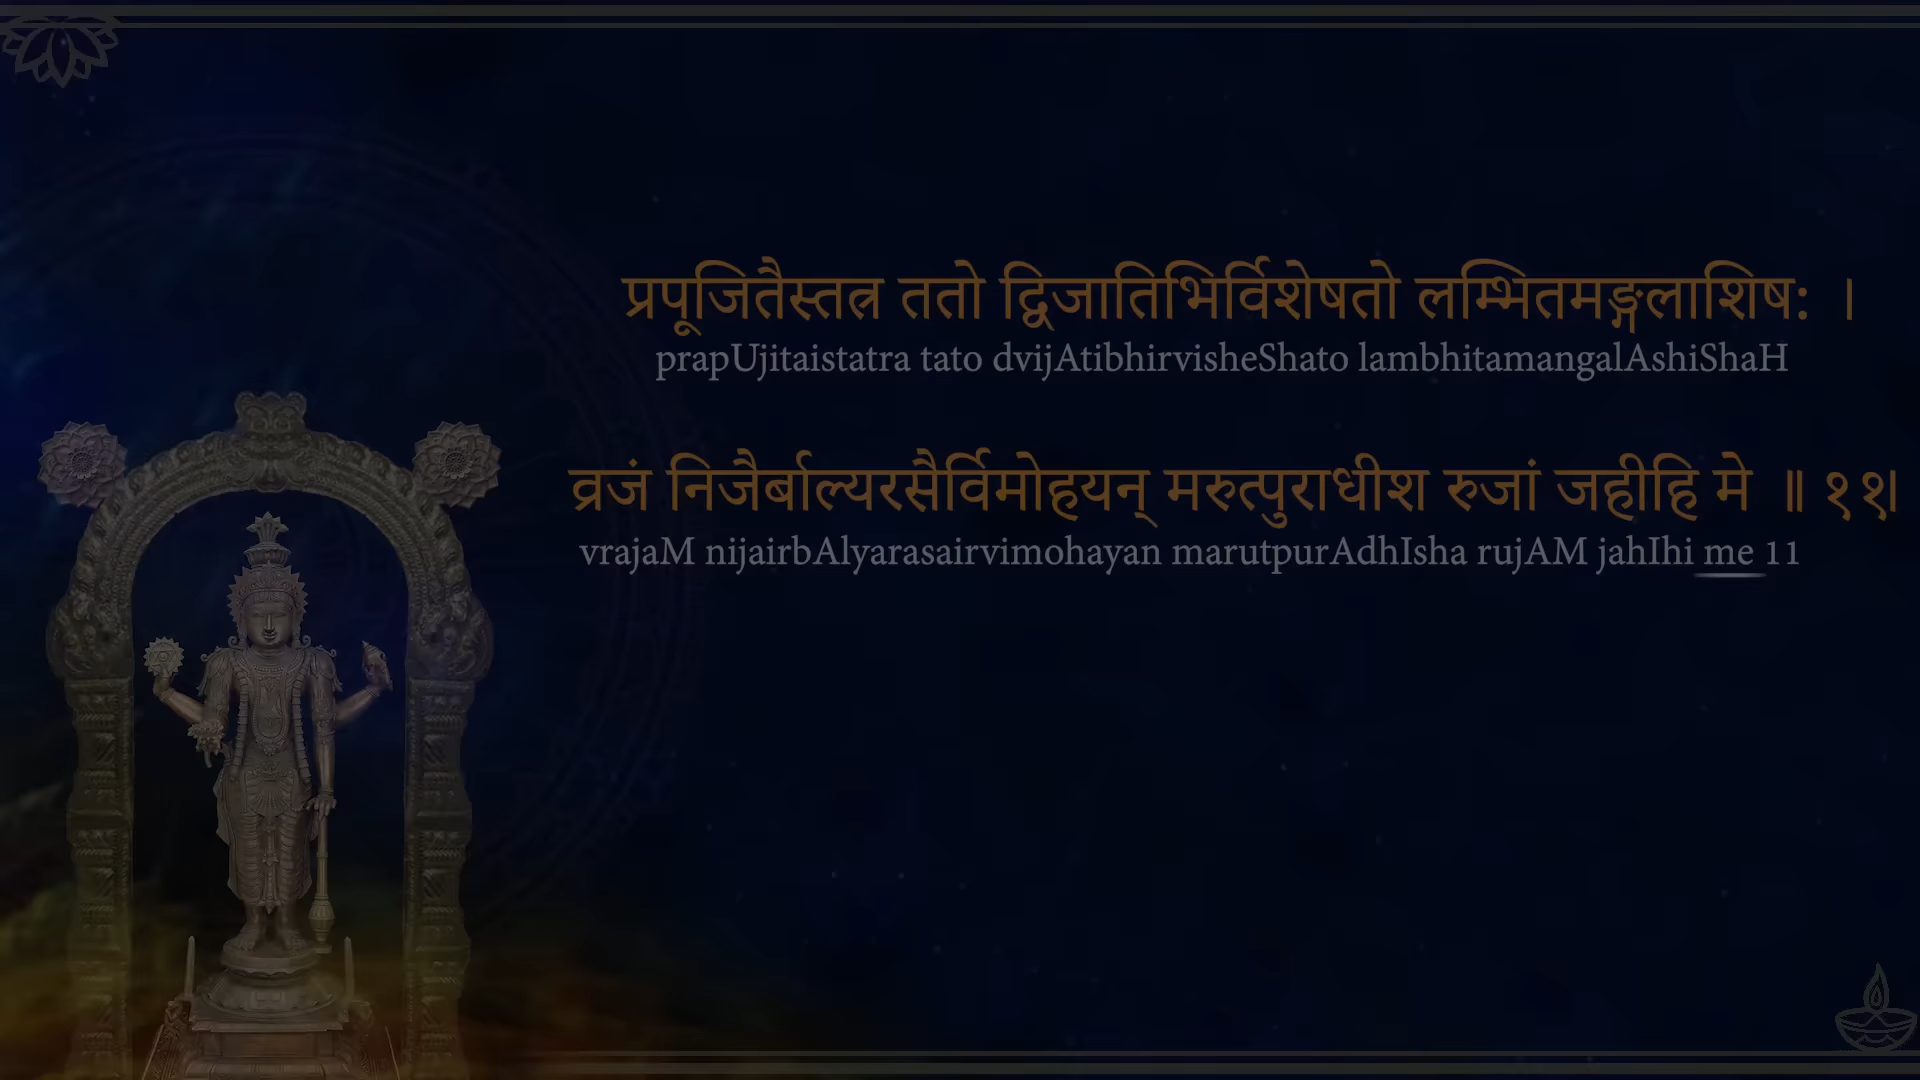 प्रपूजितैस्तत्र ततो द्विजातिभिर्विशेषतो लम्भितमङ्गलाशिष: ।
prapUjitaistatra tato dvijAtibhirvisheShato lambhitamangalAshiShaH
व्रजं निजैर्बाल्यरसैर्विमोहयन् मरुत्पुराधीश रुजां जहीहि मे ॥ ११।
vrajaM nijairbAlyarasairvimohayan marutpurAdhIsha rujAM jahIhi me 11